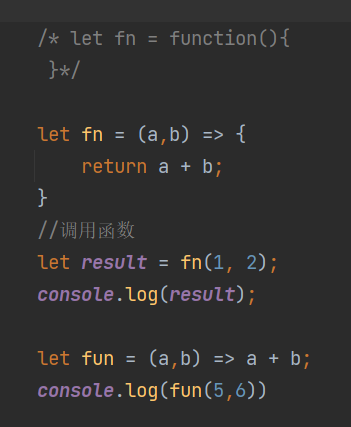 /* let fn = function(){
}*/
let fn = (a,b) => {
return a + b;
}
//调用函数
let result = fn(1, 2);
console.log(result);
let fun = (a,b) => a + b;
console.log(fun(5,6))